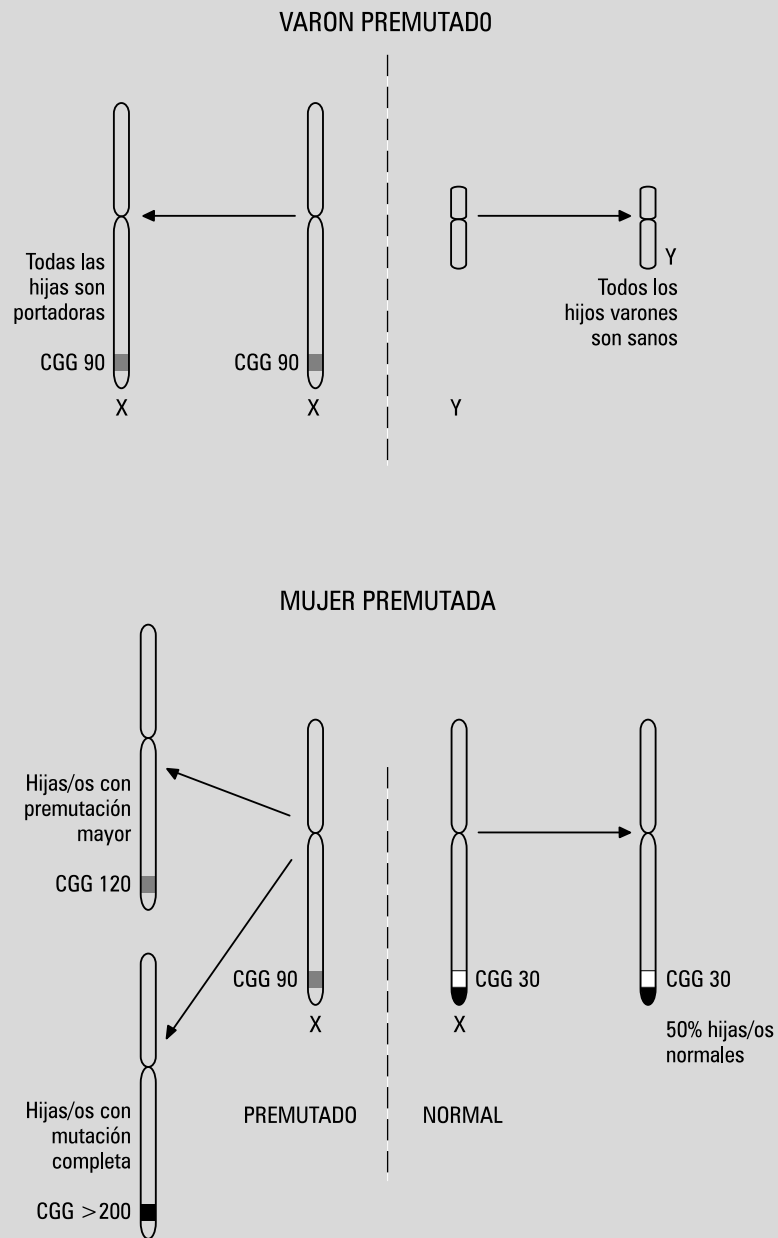 VARON PREMUTADO
Todas las
hijas son
portadoras
CGG 90
X
CGG 90
X
Y
Y
Todos los
hijos varones
son sanos
MUJER PREMUTADA
Hijas/os con
premutación
mayor
CGG 120
CGG 90
X
CGG 30
X
CGG 30
50% hijas/os
normales
PREMUTADO
NORMAL
Hijas/os con
mutación
completa
CGG >200